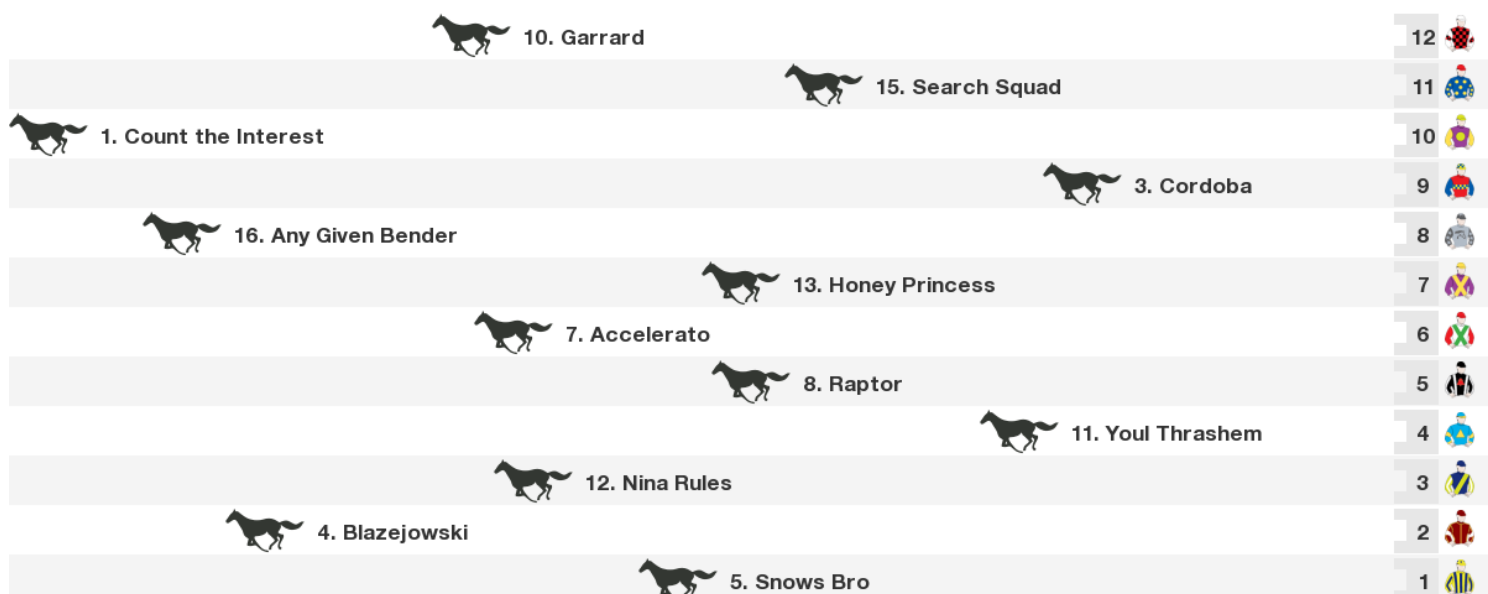 10. Garrard 12
15. Search Squad 11
1. Count the Interest 10
3. Cordoba 9
16. Any Given Bender 8
13. Honey Princess 7
7. Accelerato 6
8. Raptor 5
11. Youl Thrashem 4
12. Nina Rules 3
4. Blazejowski 2
5. Snows Bro 1